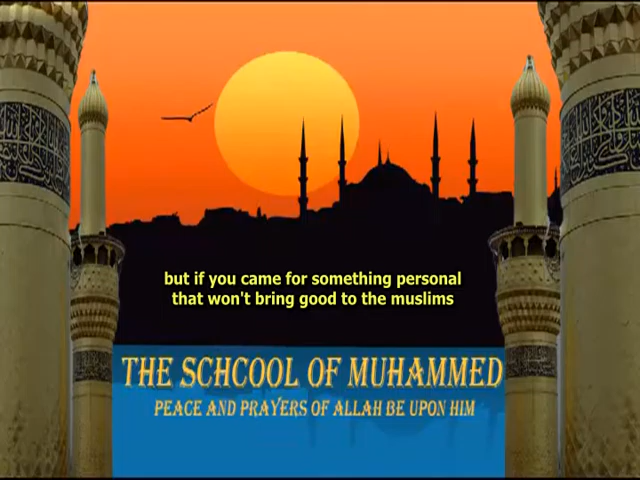 but if you came for something personal
that won't bring good to the muslims
THE SCHCOOL OF MUHAMMED
PEACE AND PRAYERS OF ALLAH BE UPON HIM